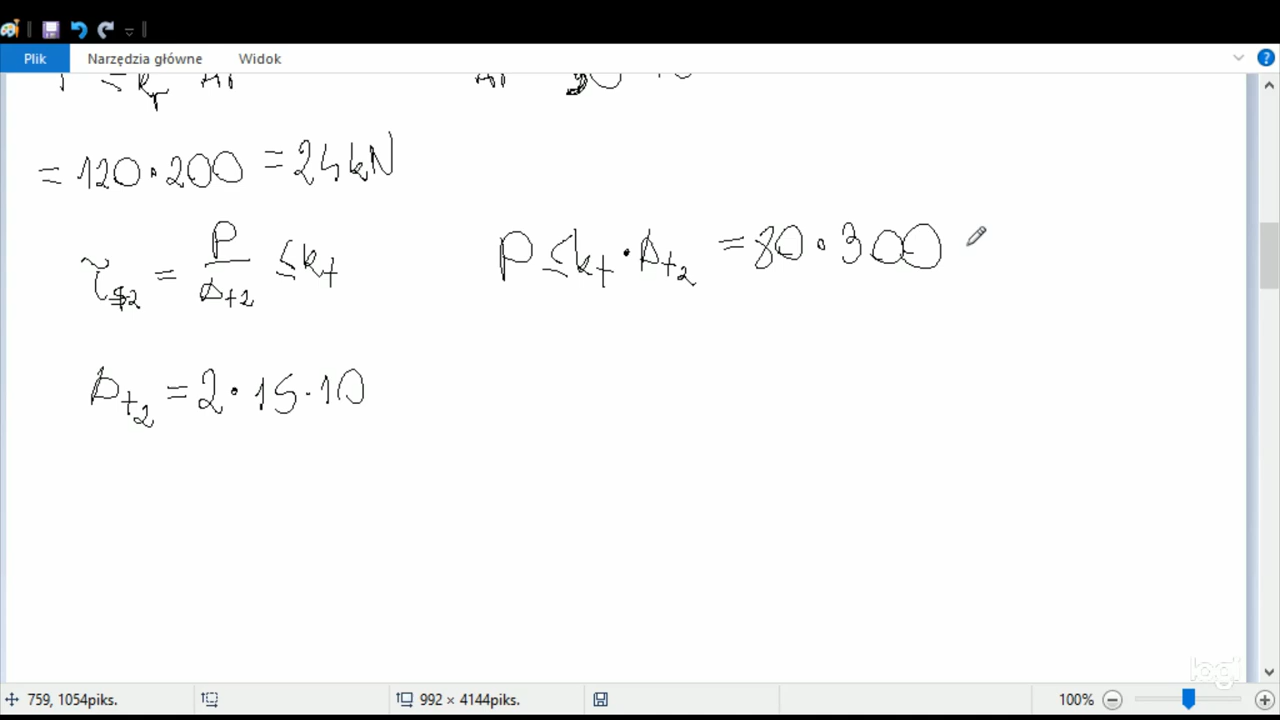 Plik Narzędzia główne Widok
= 120 · 200 = 24 kN
τ_t2 = P / A_t2 ≤ k_t P ≤ k_t · A_t2 = 80 · 300
A_t2 = 2 · 15 · 10
logi
759, 1054piks. 992 × 4144piks. 100%